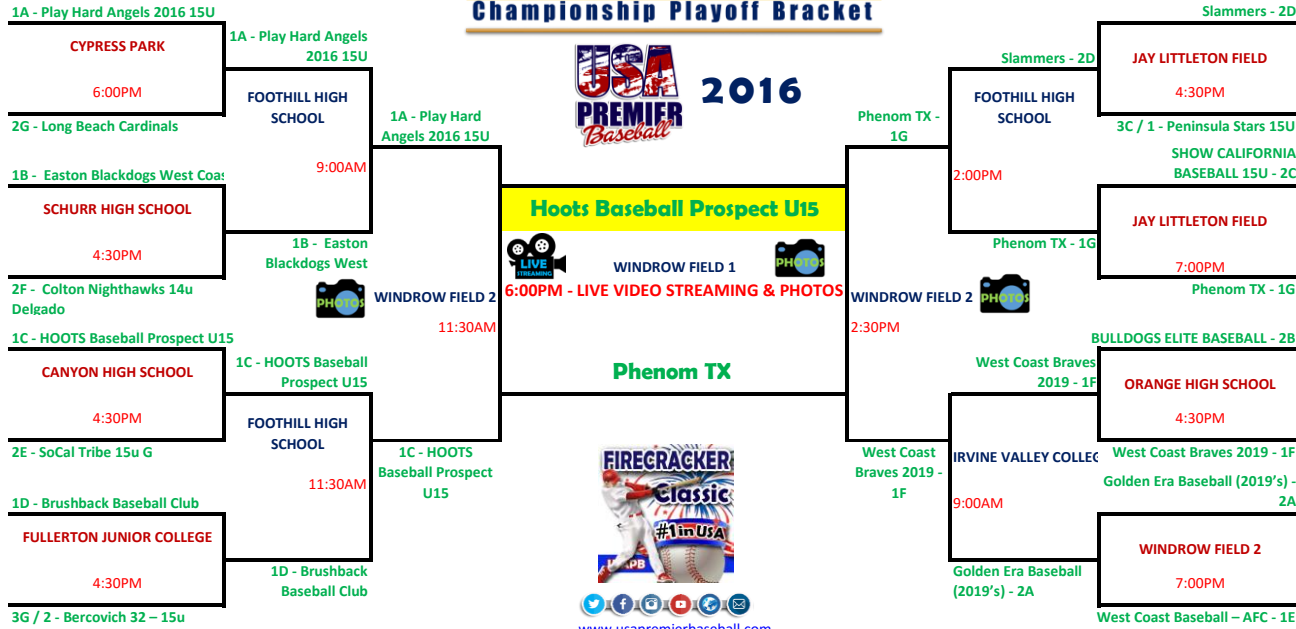 Championship Playoff Bracket
USA
PREMIER
Baseball
2016
1A - Play Hard Angels 2016 15U
CYPRESS PARK
6:00PM
2G - Long Beach Cardinals
1B -  Easton Blackdogs West Coas
SCHURR HIGH SCHOOL
4:30PM
2F -  Colton Nighthawks 14u
Delgado
1C - HOOTS Baseball Prospect U15
CANYON HIGH SCHOOL
4:30PM
2E - SoCal Tribe 15u G
1D - Brushback Baseball Club
FULLERTON JUNIOR COLLEGE
4:30PM
3G / 2 - Bercovich 32 – 15u
1A - Play Hard Angels
2016 15U
FOOTHILL HIGH
SCHOOL
9:00AM
1B -  Easton
Blackdogs West
1C - HOOTS Baseball
Prospect U15
FOOTHILL HIGH
SCHOOL
11:30AM
1D - Brushback
Baseball Club
1A - Play Hard
Angels 2016 15U
PHOTOS
WINDROW FIELD 2
11:30AM
1C - HOOTS
Baseball Prospect
U15
Hoots Baseball Prospect U15
LIVE
STREAMING
WINDROW FIELD 1
PHOTOS
6:00PM - LIVE VIDEO STREAMING & PHOTOS
Phenom TX
FIRECRACKER
Classic
#1 in USA
www.usapremierbaseball.com
Phenom TX -
1G
WINDROW FIELD 2
PHOTOS
2:30PM
West Coast
Braves 2019 -
1F
Slammers - 2D
FOOTHILL HIGH
SCHOOL
2:00PM
Phenom TX - 1G
West Coast Braves
2019 - 1F
IRVINE VALLEY COLLEG
9:00AM
Golden Era Baseball
(2019's) - 2A
Slammers - 2D
JAY LITTLETON FIELD
4:30PM
3C / 1 - Peninsula Stars 15U
SHOW CALIFORNIA
BASEBALL 15U - 2C
JAY LITTLETON FIELD
7:00PM
Phenom TX - 1G
BULLDOGS ELITE BASEBALL - 2B
ORANGE HIGH SCHOOL
4:30PM
West Coast Braves 2019 - 1F
Golden Era Baseball (2019's) -
2A
WINDROW FIELD 2
7:00PM
West Coast Baseball – AFC - 1E